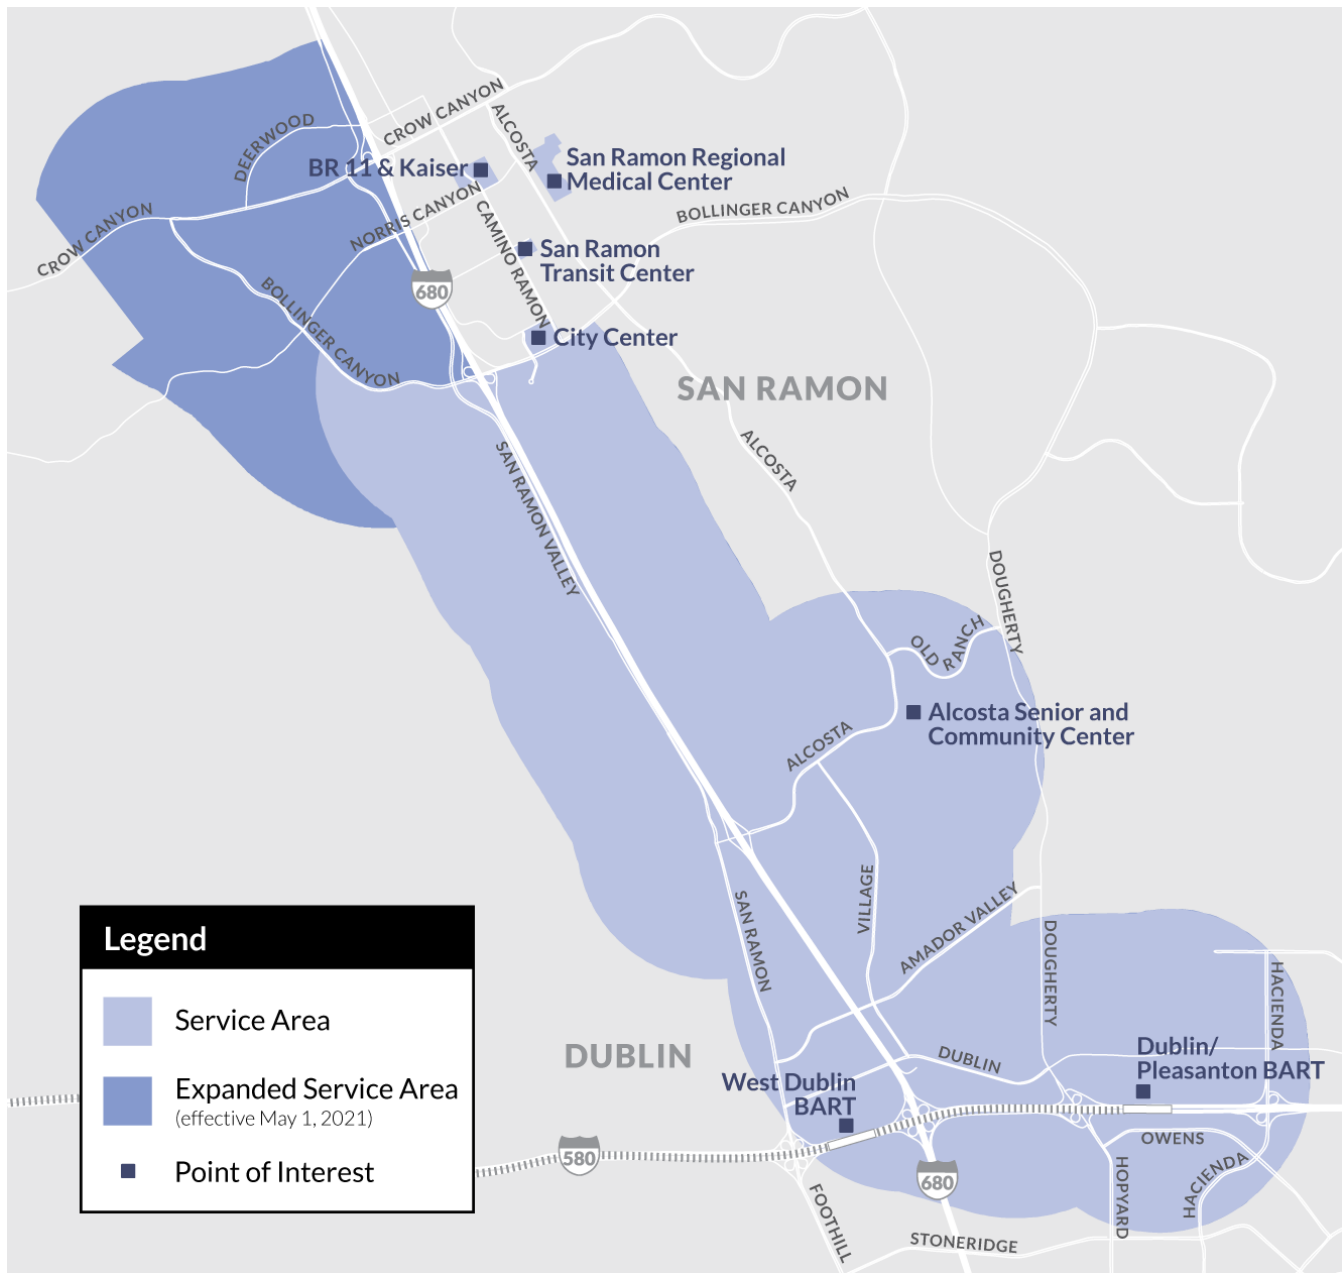 CROW CANYON
DEERWOOD
ALCOSTA
BR 11 & Kaiser
San Ramon Regional
Medical Center
CROW CANYON
NORRIS CANYON
CAMINO RAMON
BOLLINGER CANYON
San Ramon
Transit Center
680
BOLLINGER CANYON
City Center
SAN RAMON
ALCOSTA
SAN RAMON VALLEY
DOUGHERTY
OLD RANCH
Alcosta Senior and
Community Center
ALCOSTA
VILLAGE
SAN RAMON
AMADOR VALLEY
DOUGHERTY
HACIENDA
Legend
Service Area
Expanded Service Area
(effective May 1, 2021)
Point of Interest
DUBLIN
DUBLIN
Dublin/
Pleasanton BART
West Dublin
BART
OWENS
580
680
HOPYARD
HACIENDA
FOOTHILL
STONERIDGE